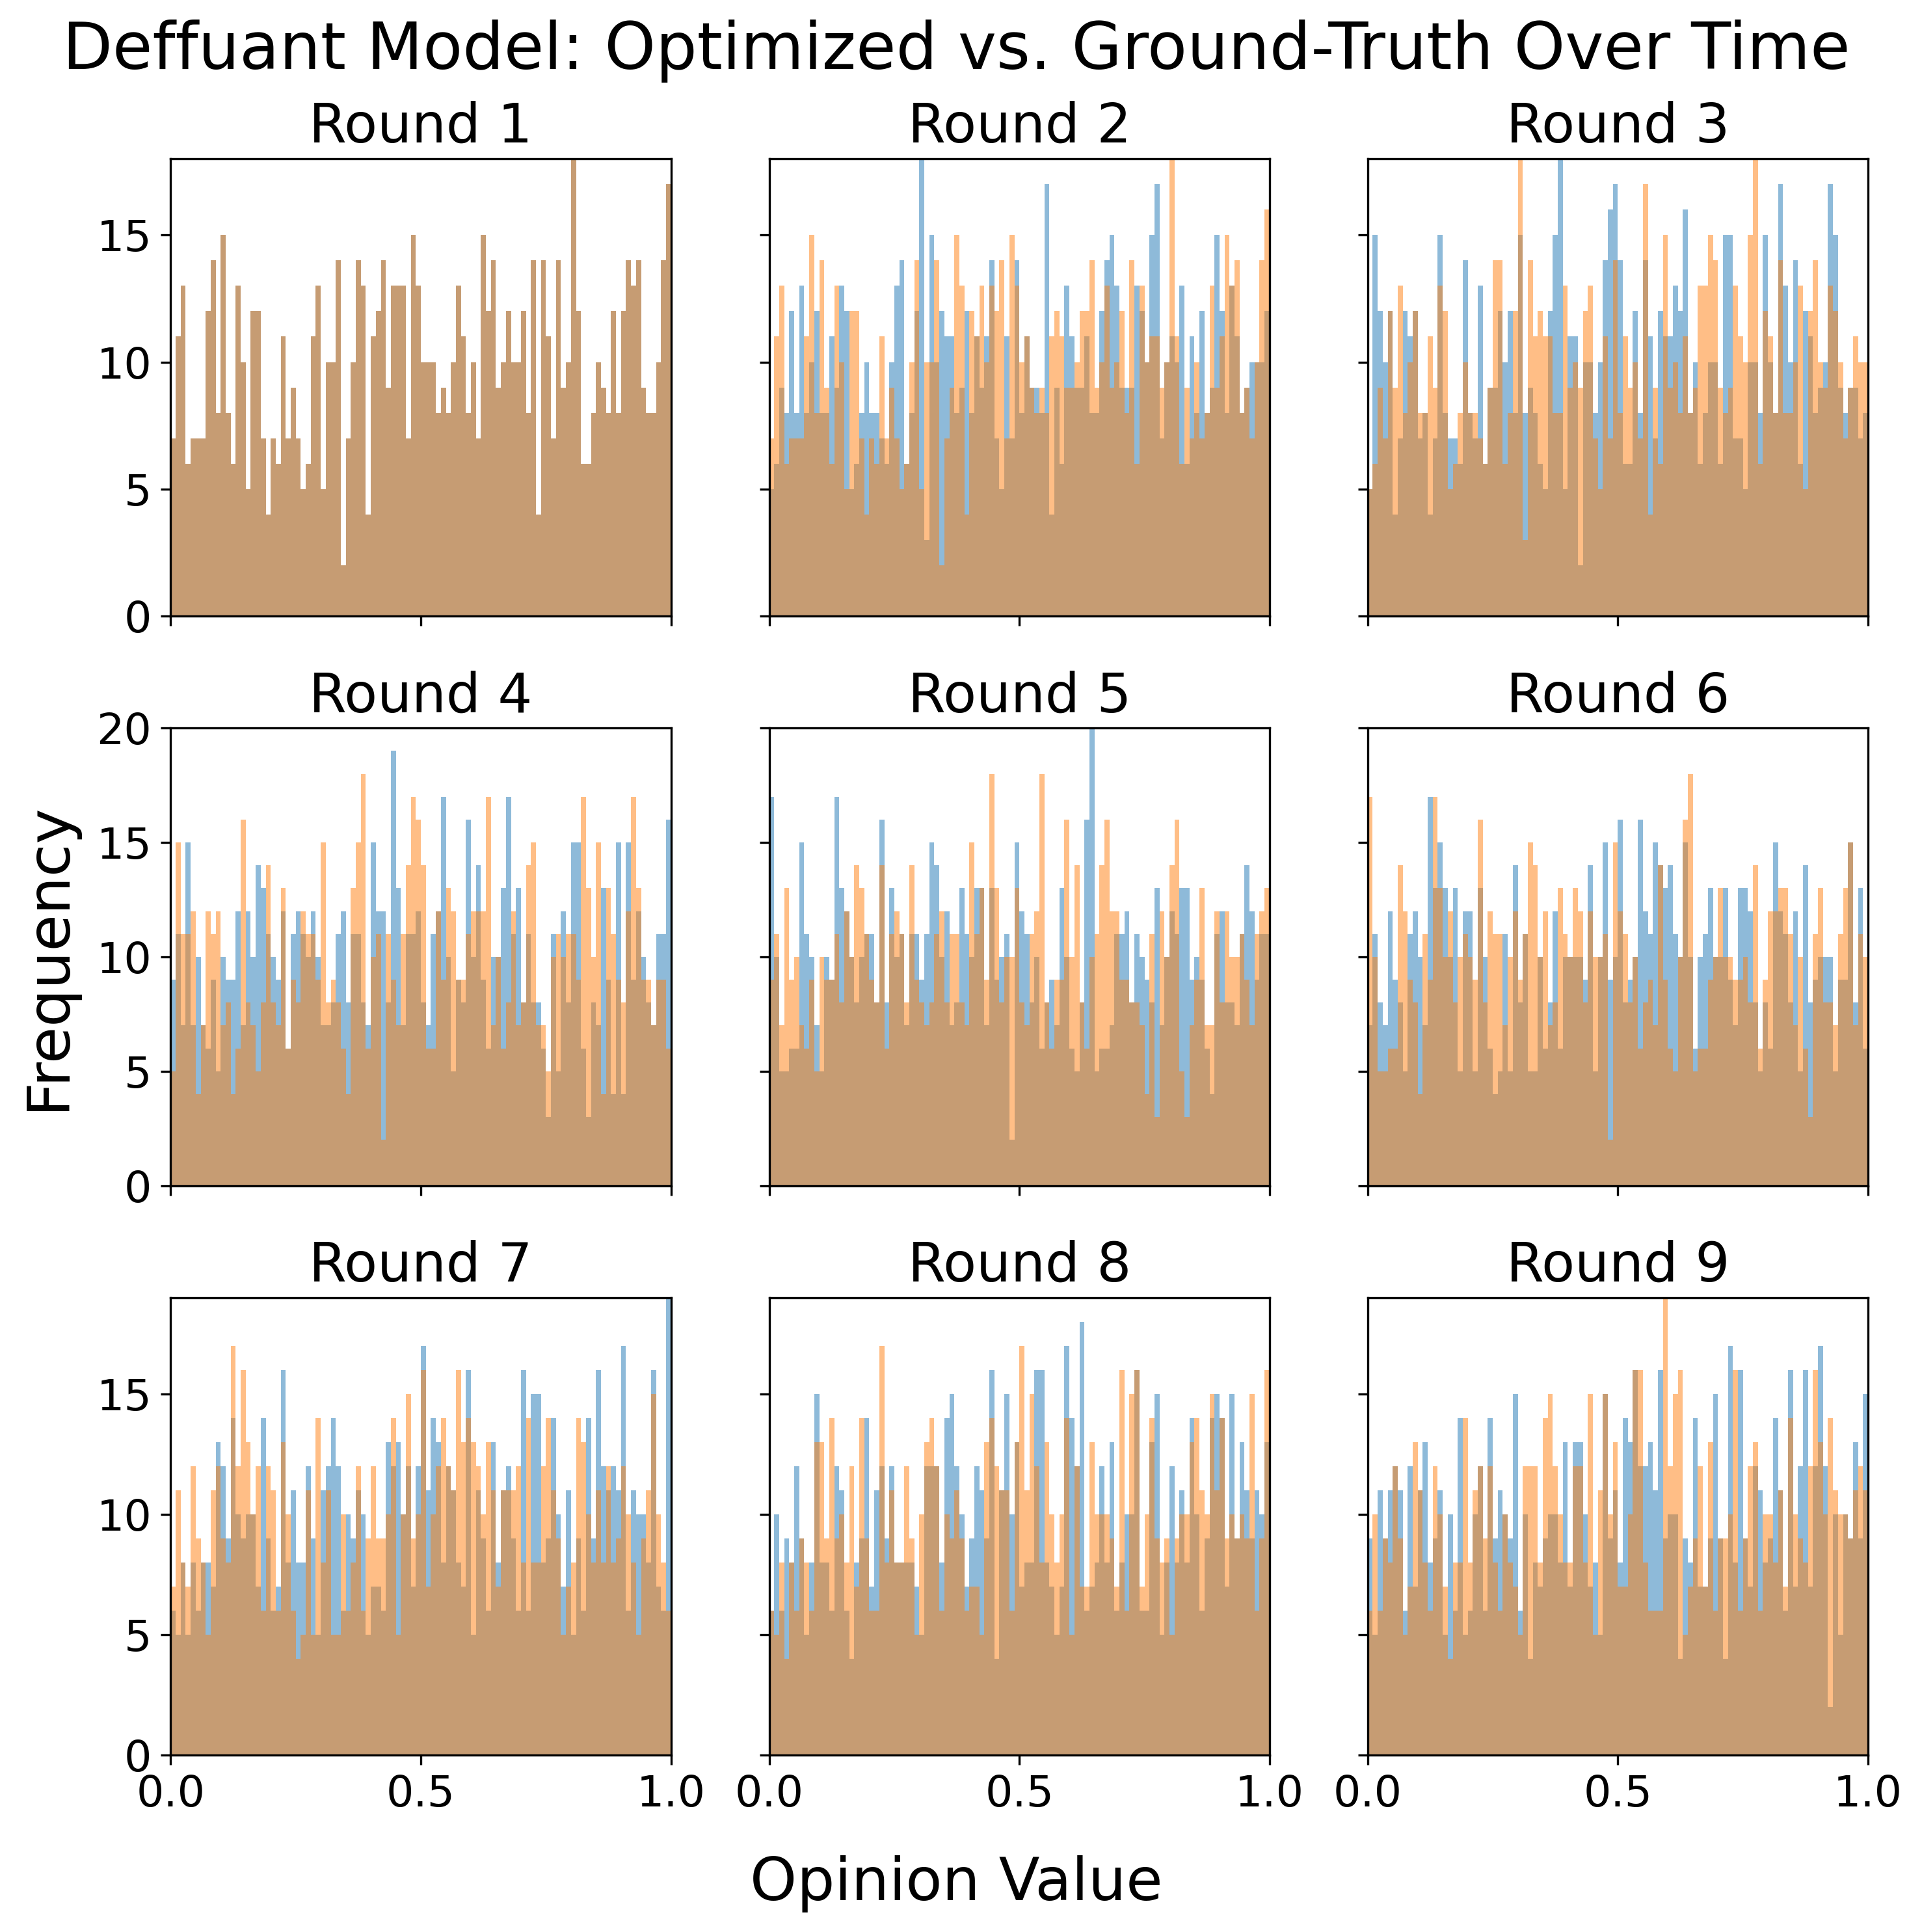 Deffuant Model: Optimized vs. Ground-Truth Over Time
Round 1
Round 2
Round 3
15
10
5
0
Round 4
Round 5
Round 6
Frequency
20
15
10
5
0
Round 7
Round 8
Round 9
15
10
5
0
0.0 0.5 1.0 0.0 0.5 1.0 0.0 0.5 1.0
Opinion Value